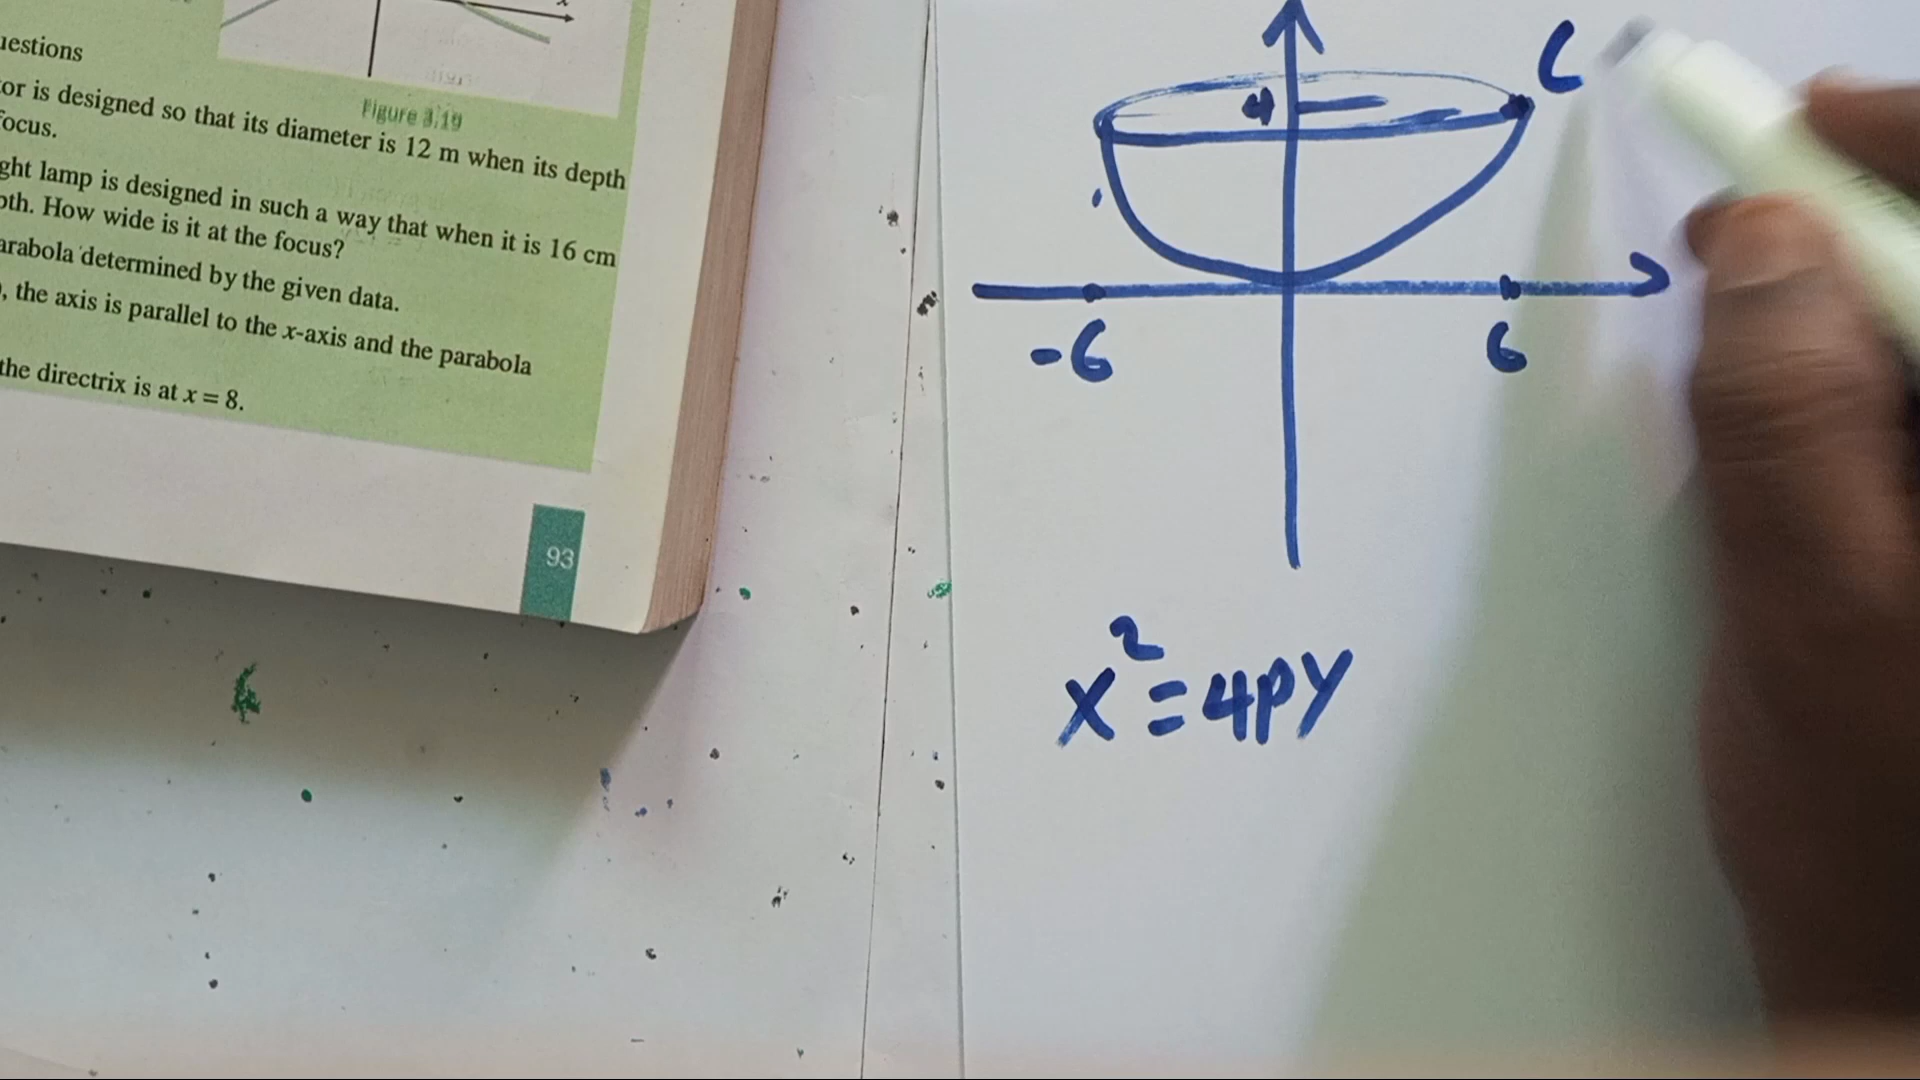 x
Figure 3.19
uestions
or is designed so that its diameter is 12 m when its depth
ocus.
ght lamp is designed in such a way that when it is 16 cm
pth. How wide is it at the focus?
arabola determined by the given data.
, the axis is parallel to the x-axis and the parabola
the directrix is at x = 8.
93
4
(
-6
6
x² = 4py